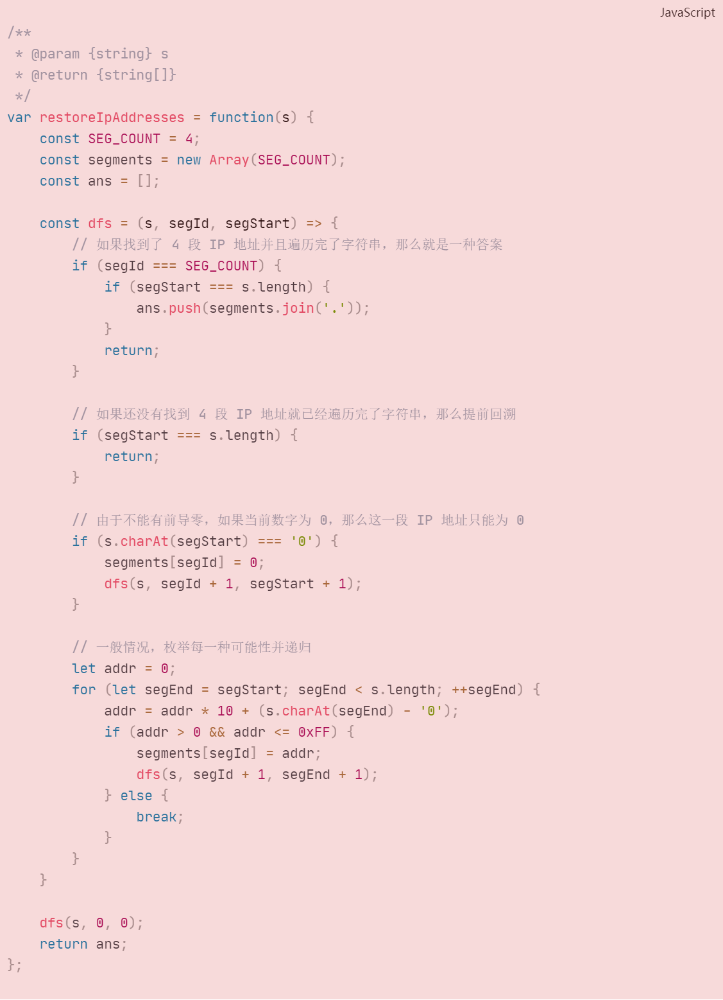 JavaScript
/**
 * @param {string} s
 * @return {string[]}
 */
var restoreIpAddresses = function(s) {
    const SEG_COUNT = 4;
    const segments = new Array(SEG_COUNT);
    const ans = [];

    const dfs = (s, segId, segStart) => {
        // 如果找到了 4 段 IP 地址并且遍历完了字符串，那么就是一种答案
        if (segId === SEG_COUNT) {
            if (segStart === s.length) {
                ans.push(segments.join('.'));
            }
            return;
        }

        // 如果还没有找到 4 段 IP 地址就已经遍历完了字符串，那么提前回溯
        if (segStart === s.length) {
            return;
        }

        // 由于不能有前导零，如果当前数字为 0，那么这一段 IP 地址只能为 0
        if (s.charAt(segStart) === '0') {
            segments[segId] = 0;
            dfs(s, segId + 1, segStart + 1);
        }

        // 一般情况，枚举每一种可能性并递归
        let addr = 0;
        for (let segEnd = segStart; segEnd < s.length; ++segEnd) {
            addr = addr * 10 + (s.charAt(segEnd) - '0');
            if (addr > 0 && addr <= 0xFF) {
                segments[segId] = addr;
                dfs(s, segId + 1, segEnd + 1);
            } else {
                break;
            }
        }
    }

    dfs(s, 0, 0);
    return ans;
};